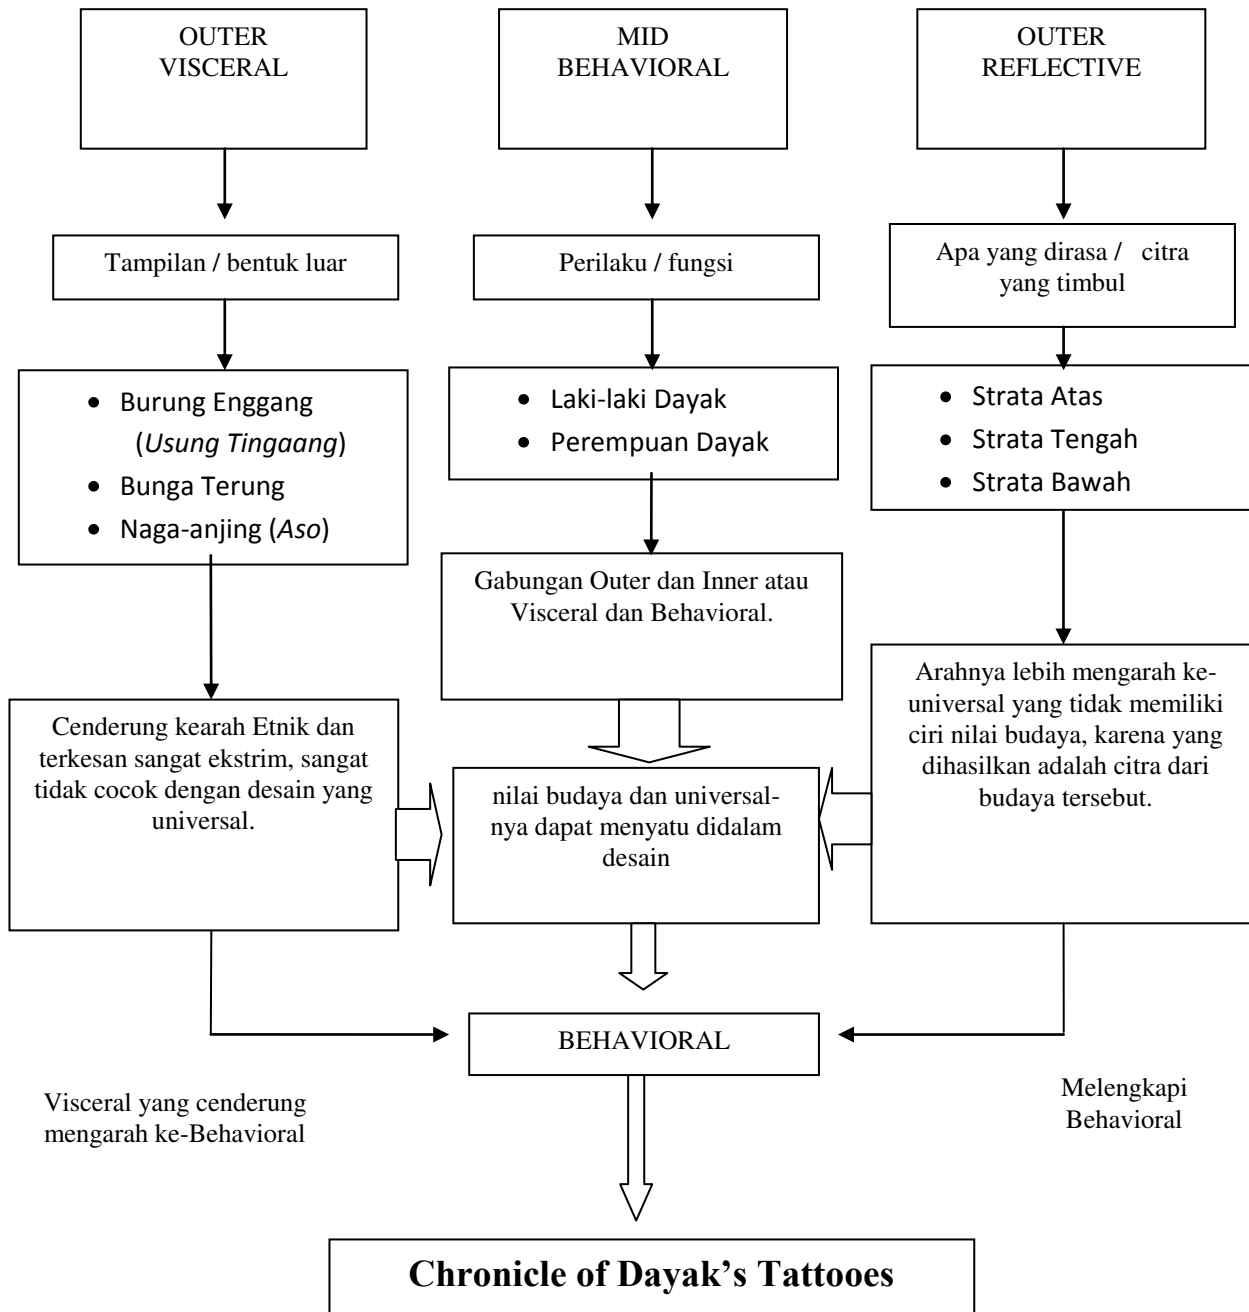 OUTER
VISCERAL
MID
BEHAVIORAL
OUTER
REFLECTIVE
Tampilan / bentuk luar
Perilaku / fungsi
Apa yang dirasa / citra
yang timbul
• Burung Enggang
(Usung Tingaang)
• Bunga Terung
• Naga-anjing (Aso)
• Laki-laki Dayak
• Perempuan Dayak
• Strata Atas
• Strata Tengah
• Strata Bawah
Gabungan Outer dan Inner atau
Visceral dan Behavioral.
Cenderung kearah Etnik dan
terkesan sangat ekstrim, sangat
tidak cocok dengan desain yang
universal.
nilai budaya dan universal-
nya dapat menyatu didalam
desain
Arahnya lebih mengarah ke-
universal yang tidak memiliki
ciri nilai budaya, karena yang
dihasilkan adalah citra dari
budaya tersebut.
BEHAVIORAL
Visceral yang cenderung
mengarah ke-Behavioral
Melengkapi
Behavioral
Chronicle of Dayak's Tattooes